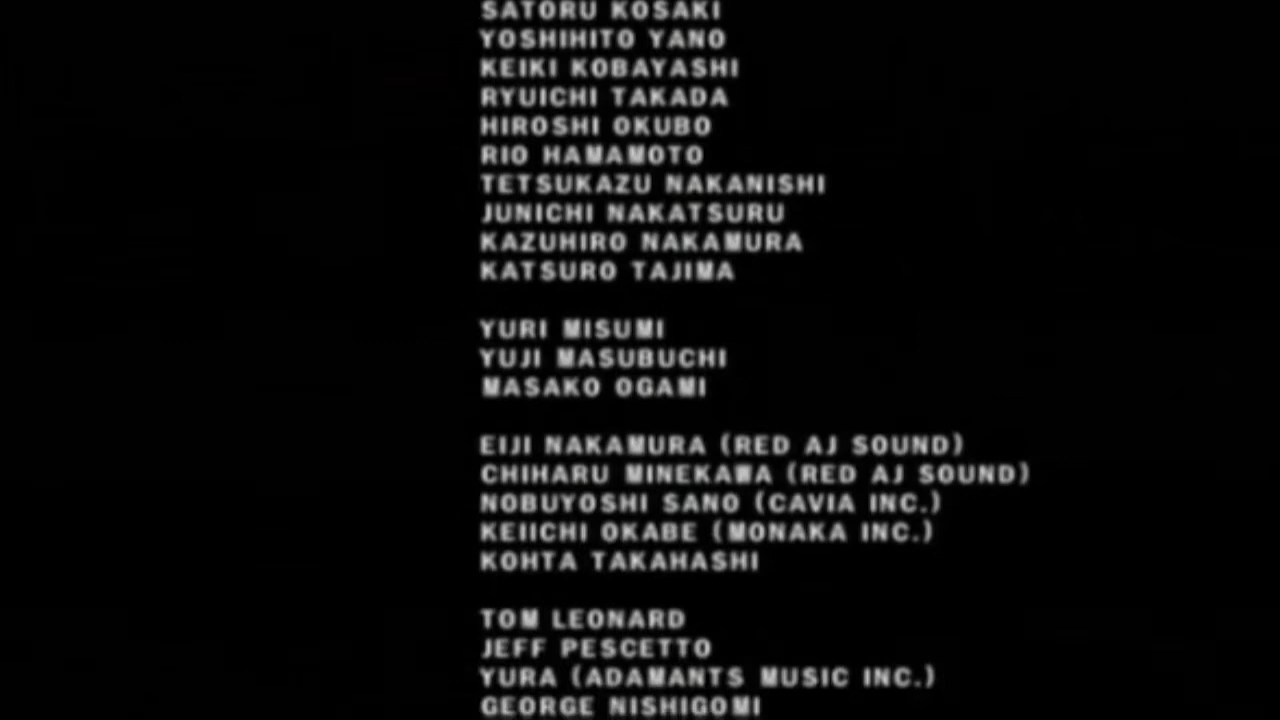 SATORU KOSAKI
YOSHIHITO YANO
KEIKI KOBAYASHI
RYUICHI TAKADA
HIROSHI OKUBO
RIO HAMAMOTO
TETSUKAZU NAKANISHI
JUNICHI NAKATSURU
KAZUHIRO NAKAMURA
KATSURO TAJIMA
YURI MISUMI
YUJI MASUBUCHI
MASAKO OGAMI
EIJI NAKAMURA (RED AJ SOUND)
CHIHARU MINEKAWA (RED AJ SOUND)
NOBUYOSHI SANO (CAVIA INC.)
KEIICHI OKABE (MONAKA INC.)
KOHTA TAKAHASHI
TOM LEONARD
JEFF PESCETTO
YURA (ADAMANTS MUSIC INC.)
GEORGE NISHIGOMI